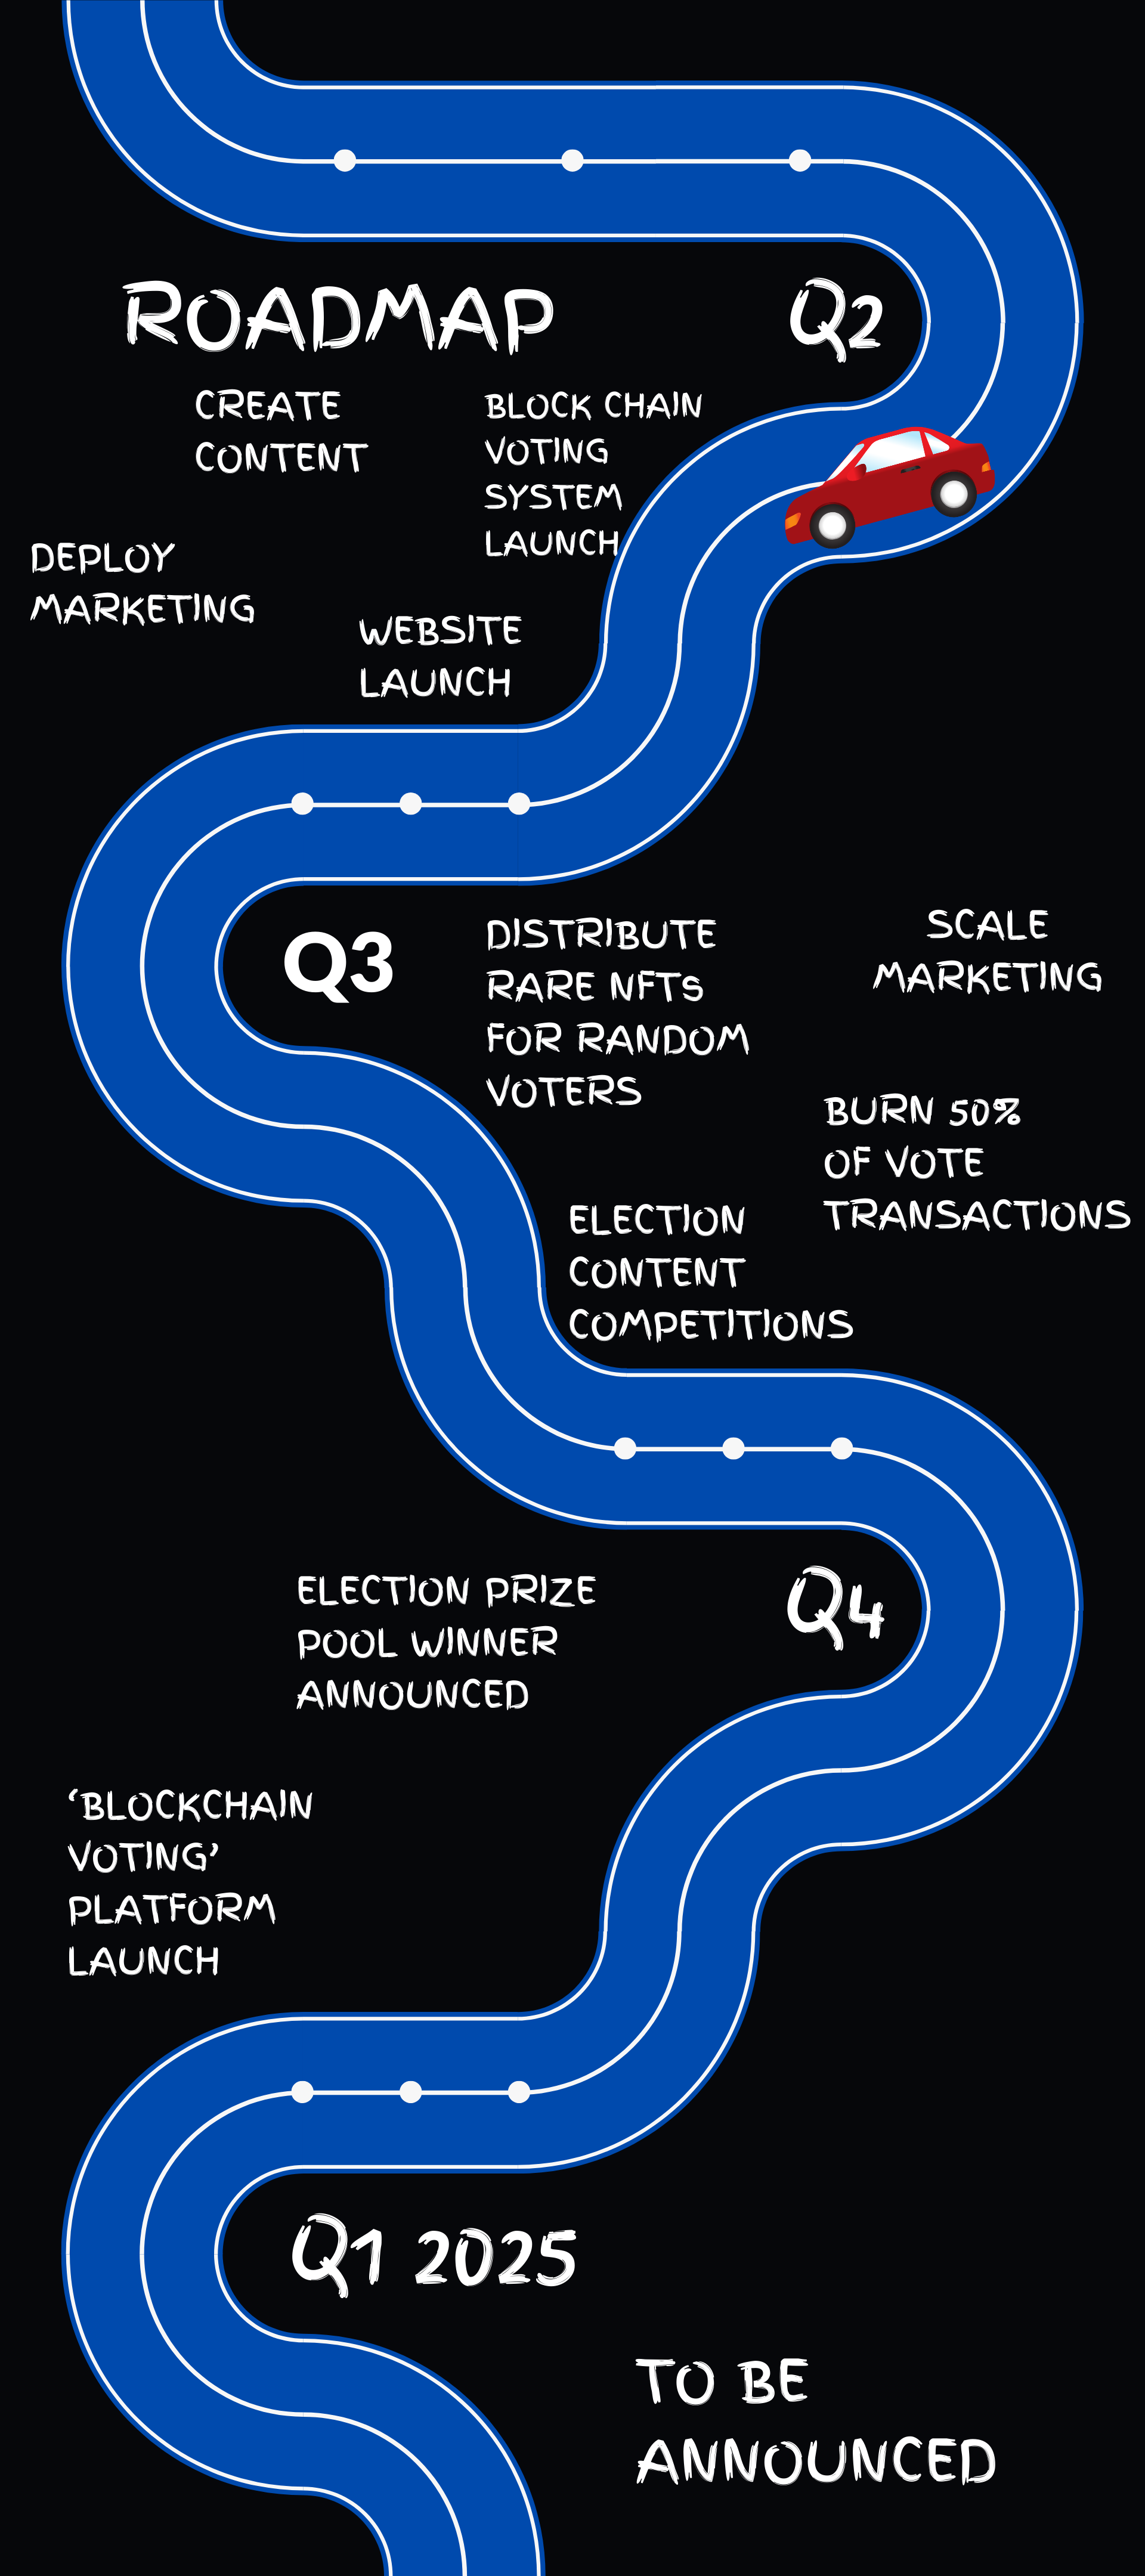 ROADMAP
Q2
CREATE
CONTENT
BLOCK CHAIN
VOTING
SYSTEM
LAUNCH
DEPLOY
MARKETING
WEBSITE
LAUNCH
Q3
DISTRIBUTE
RARE NFTS
FOR RANDOM
VOTERS
SCALE
MARKETING
BURN 50%
OF VOTE
TRANSACTIONS
ELECTION
CONTENT
COMPETITIONS
Q4
ELECTION PRIZE
POOL WINNER
ANNOUNCED
‘BLOCKCHAIN
VOTING’
PLATFORM
LAUNCH
Q1 2025
TO BE
ANNOUNCED